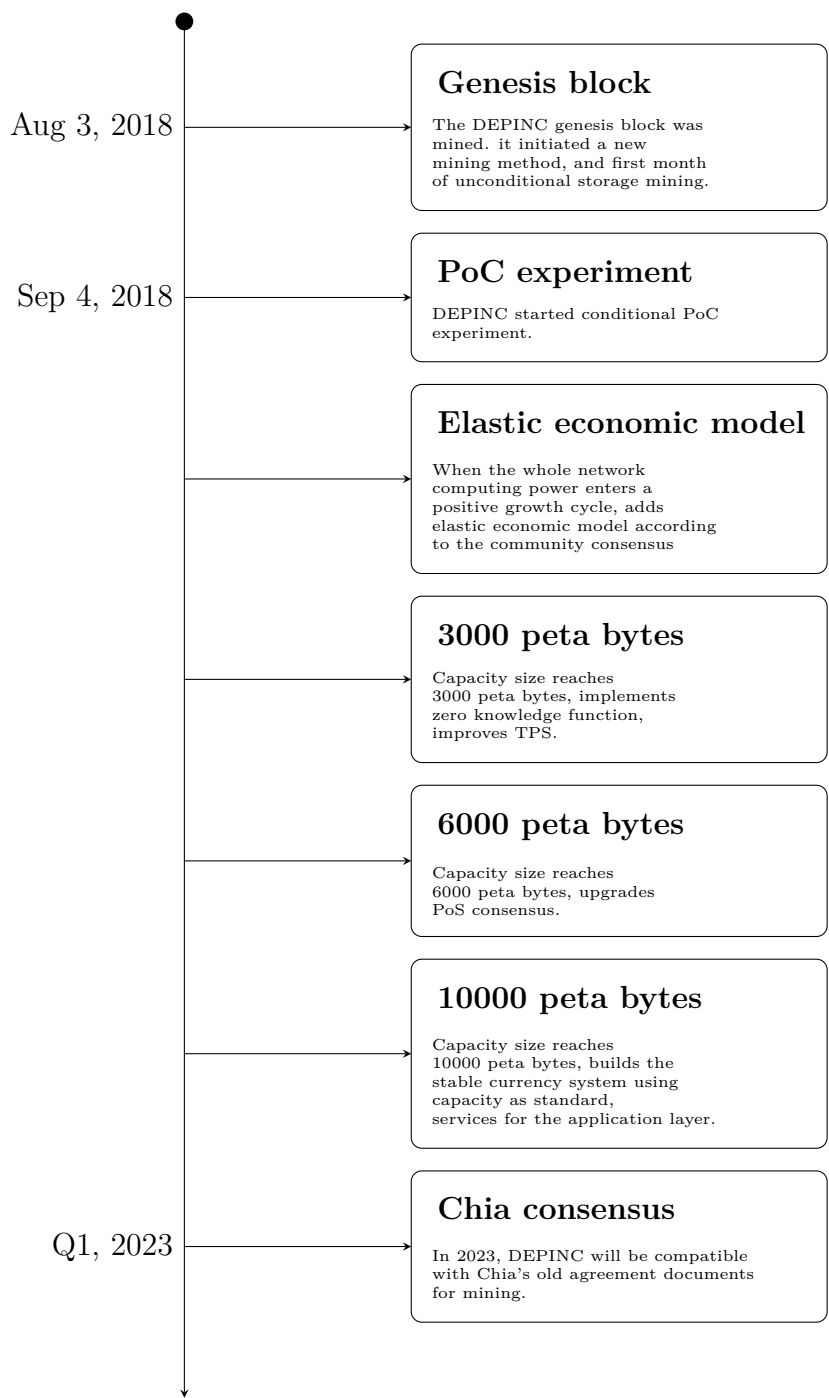 Aug 3, 2018
Genesis block
The DEPINC genesis block was
mined. it initiated a new
mining method, and first month
of unconditional storage mining.
Sep 4, 2018
PoC experiment
DEPINC started conditional PoC
experiment.
Elastic economic model
When the whole network
computing power enters a
positive growth cycle, adds
elastic economic model according
to the community consensus
3000 peta bytes
Capacity size reaches
3000 peta bytes, implements
zero knowledge function,
improves TPS.
6000 peta bytes
Capacity size reaches
6000 peta bytes, upgrades
PoS consensus.
10000 peta bytes
Capacity size reaches
10000 peta bytes, builds the
stable currency system using
capacity as standard,
services for the application layer.
Q1, 2023
Chia consensus
In 2023, DEPINC will be compatible
with Chia's old agreement documents
for mining.